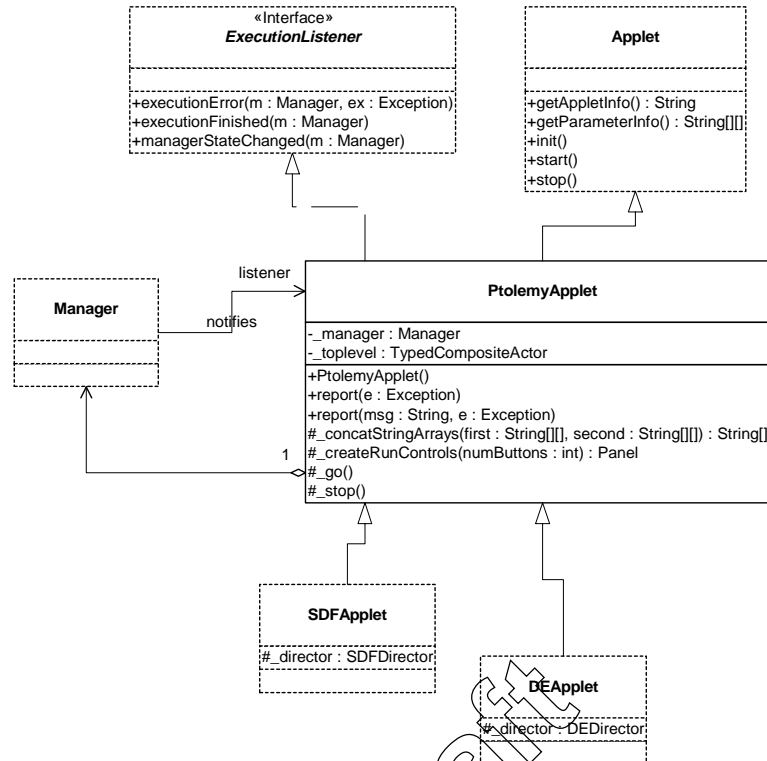 «Interface»
ExecutionListener
+executionError(m : Manager, ex : Exception)
+executionFinished(m : Manager)
+managerStateChanged(m : Manager)
Applet
+getAppletInfo() : String
+getParameterInfo() : String[][]
+init()
+start()
+stop()
Manager
listener
notifies
1
PtolemyApplet
-_manager : Manager
-_toplevel : TypedCompositeActor
+PtolemyApplet()
+report(e : Exception)
+report(msg : String, e : Exception)
#_concatStringArrays(first : String[][], second : String[][]) : String[]
#_createRunControls(numButtons : int) : Panel
#_go()
#_stop()
SDFApplet
#_director : SDFDirector
DEApplet
#_director : DEDirector